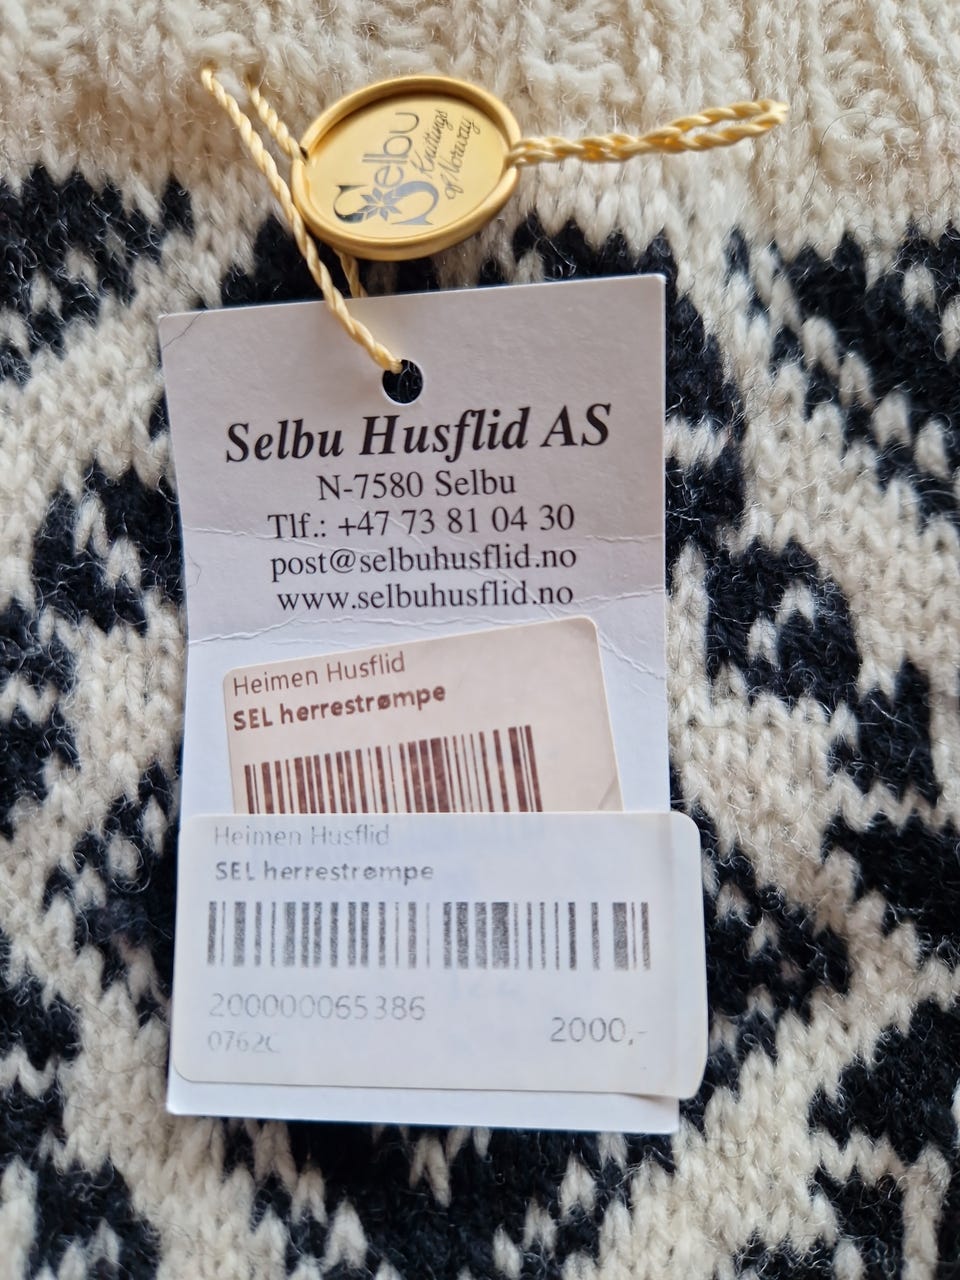 Selbu
Knittings
of Norway
Selbu Husflid AS
N-7580 Selbu
Tlf.: +47 73 81 04 30
post@selbuhusflid.no
www.selbuhusflid.no
Heimen Husflid
SEL herrestrømpe
Heimen Husflid
SEL herrestrømpe
200000065386
0762C
2000,-